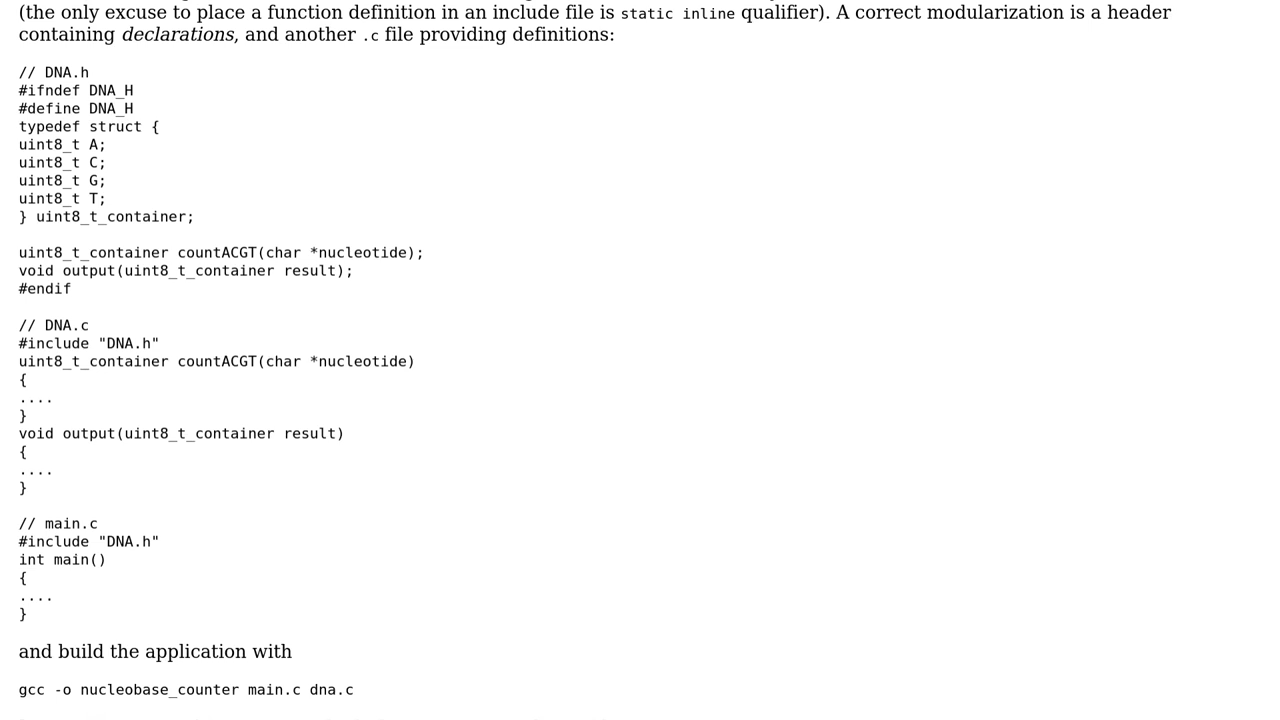 (the only excuse to place a function definition in an include file is static inline qualifier). A correct modularization is a header
containing declarations, and another .c file providing definitions:
// DNA.h
#ifndef DNA_H
#define DNA_H
typedef struct {
uint8_t A;
uint8_t C;
uint8_t G;
uint8_t T;
} uint8_t_container;
uint8_t_container countACGT(char *nucleotide);
void output(uint8_t_container result);
#endif
// DNA.c
#include "DNA.h"
uint8_t_container countACGT(char *nucleotide)
{
....
}
void output(uint8_t_container result)
{
....
}
// main.c
#include "DNA.h"
int main()
{
....
}
and build the application with
gcc -o nucleobase_counter main.c dna.c